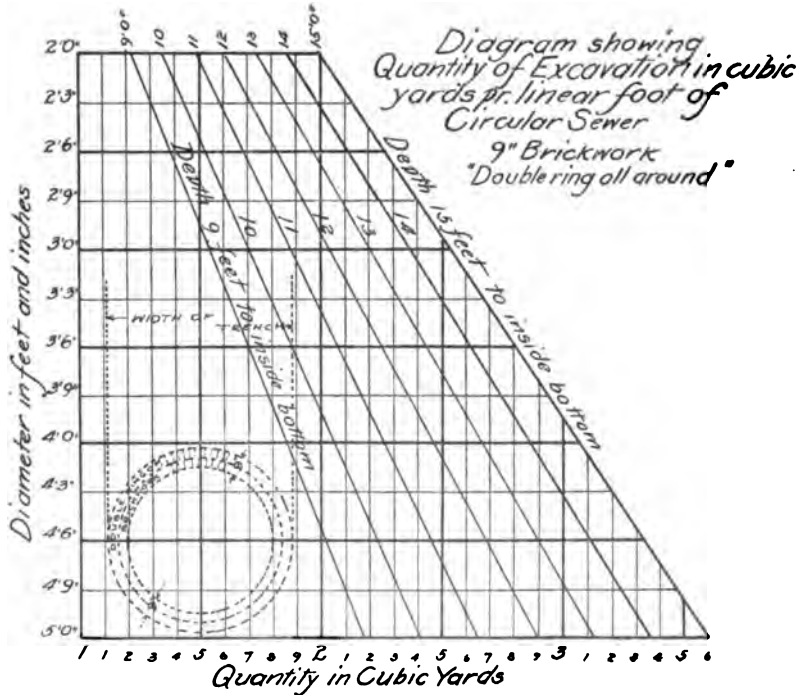 9'0" 10 11 12 13 14 15'0"
Diagram showing
Quantity of Excavation in cubic
yards pr. linear foot of
Circular Sewer
9" Brickwork
"Double ring all around"
Diameter in feet and inches
2'0"
2'3"
2'6"
2'9"
3'0"
3'3"
3'6"
3'9"
4'0"
4'3"
4'6"
4'9"
5'0"
Depth 9 feet to inside bottom
10
11
12
13
14
Depth 15 feet to inside bottom
WIDTH OF TRENCH
1 1 2 3 4 5 6 7 8 9 2 1 2 3 4 5 6 7 8 9 3 1 2 3 4 5 6
Quantity in Cubic Yards